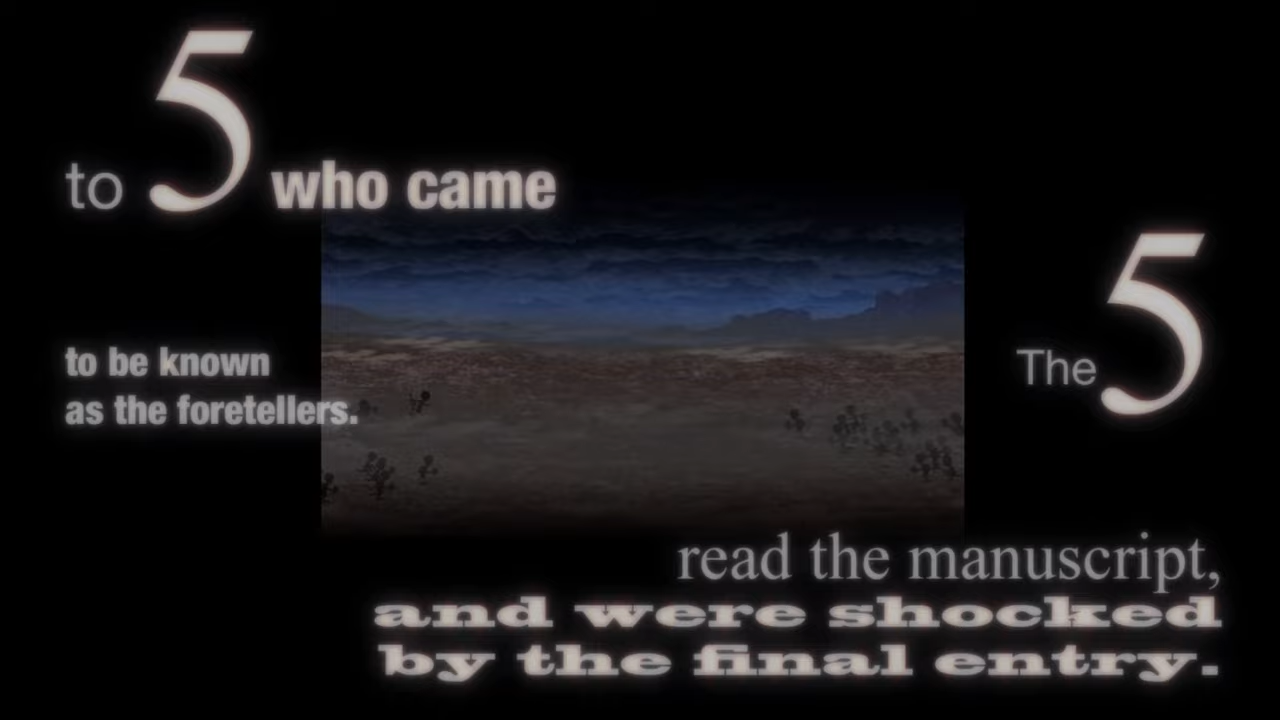 to 5 who came
to be known
as the foretellers.
The 5
read the manuscript,
and were shocked
by the final entry.